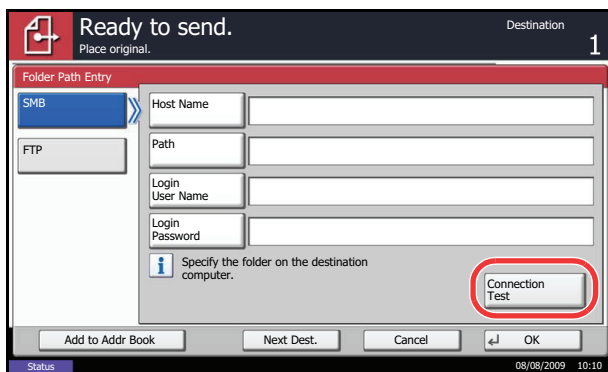 Ready to send.
Destination
Place original.
1
Folder Path Entry
SMB
Host Name
FTP
Path
Login
User Name
Login
Password
i
Specify the folder on the destination
computer.
Connection
Test
Add to Addr Book
Next Dest.
Cancel
OK
Status
08/08/2009 10:10